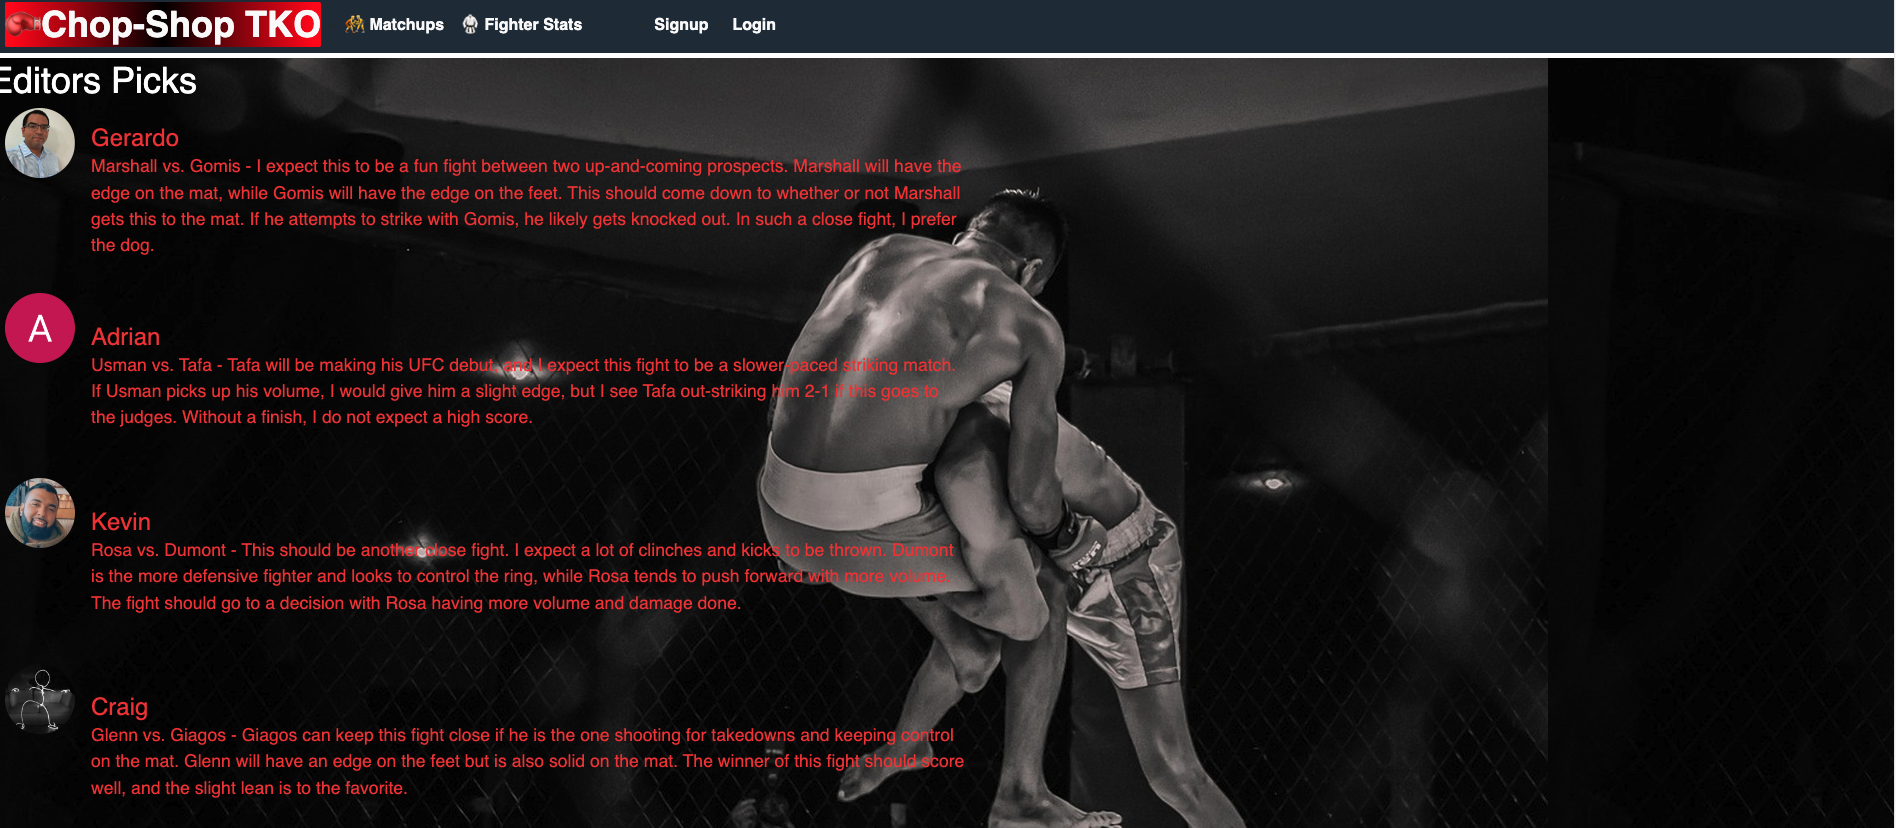 Chop-Shop TKO
Matchups
Fighter Stats
Signup
Login
Editors Picks
Gerardo
Marshall vs. Gomis - I expect this to be a fun fight between two up-and-coming prospects. Marshall will have the
edge on the mat, while Gomis will have the edge on the feet. This should come down to whether or not Marshall
gets this to the mat. If he attempts to strike with Gomis, he likely gets knocked out. In such a close fight, I prefer
the dog.
A
Adrian
Usman vs. Tafa - Tafa will be making his UFC debut, and I expect this fight to be a slower-paced striking match.
If Usman picks up his volume, I would give him a slight edge, but I see Tafa out-striking him 2-1 if this goes to
the judges. Without a finish, I do not expect a high score.
Kevin
Rosa vs. Dumont - This should be another close fight. I expect a lot of clinches and kicks to be thrown. Dumont
is the more defensive fighter and looks to control the ring, while Rosa tends to push forward with more volume.
The fight should go to a decision with Rosa having more volume and damage done.
Craig
Glenn vs. Giagos - Giagos can keep this fight close if he is the one shooting for takedowns and keeping control
on the mat. Glenn will have an edge on the feet but is also solid on the mat. The winner of this fight should score
well, and the slight lean is to the favorite.